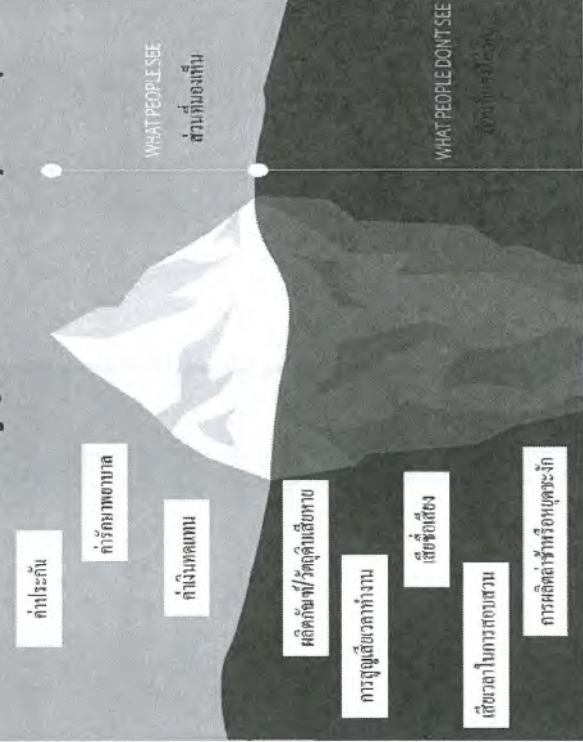 WHAT PEOPLE SEE
ส่วนที่มองเห็น
ค่าประกัน
ค่ารักษาพยาบาล
ค่าเงินทดแทน
WHAT PEOPLE DON'T SEE
ผลิตภัณฑ์/วัตถุดิบเสียหาย
การสูญเสียเวลาทำงาน
เสียชื่อเสียง
เสียเวลาในการสอบสวน
การผลิตล่าช้าหรือหยุดชะงัก